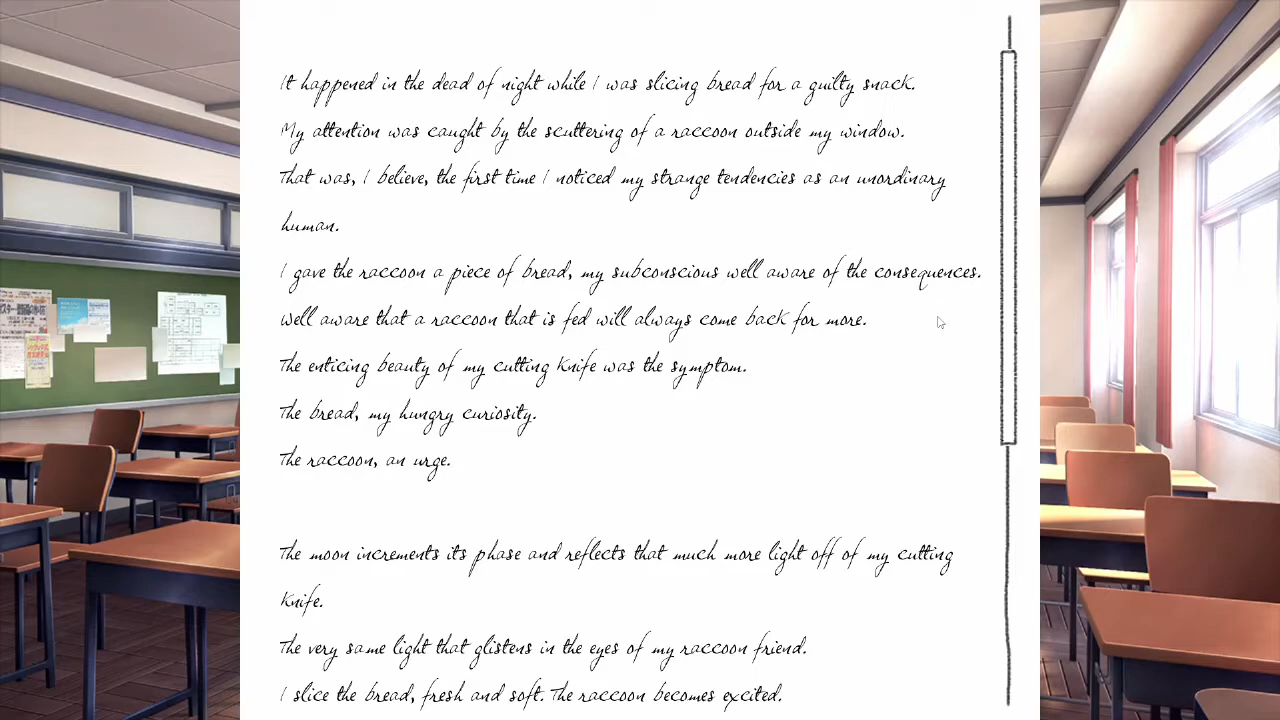 It happened in the dead of night while I was slicing bread for a guilty snack.
My attention was caught by the scuttering of a raccoon outside my window.
That was, I believe, the first time I noticed my strange tendencies as an unordinary
human.
I gave the raccoon a piece of bread, my subconscious well aware of the consequences.
Well aware that a raccoon that is fed will always come back for more.
The enticing beauty of my cutting knife was the symptom.
The bread, my hungry curiosity.
The raccoon, an urge.
The moon increments its phase and reflects that much more light off of my cutting
knife.
The very same light that glistens in the eyes of my raccoon friend.
I slice the bread, fresh and soft. The raccoon becomes excited.